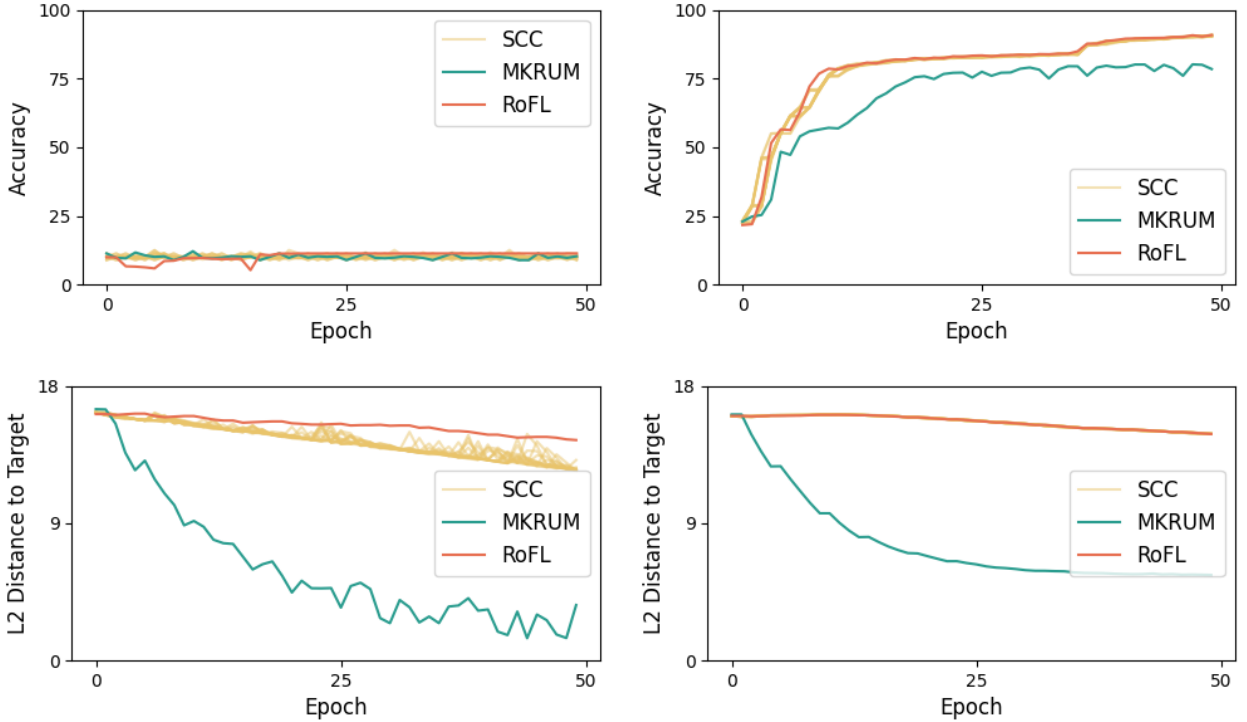 100
75
50
25
0
Accuracy
SCC
MKRUM
RoFL
0
25
50
Epoch
100
75
50
25
0
Accuracy
SCC
MKRUM
RoFL
0
25
50
Epoch
18
9
0
L2 Distance to Target
SCC
MKRUM
RoFL
0
25
50
Epoch
18
9
0
L2 Distance to Target
SCC
MKRUM
RoFL
0
25
50
Epoch